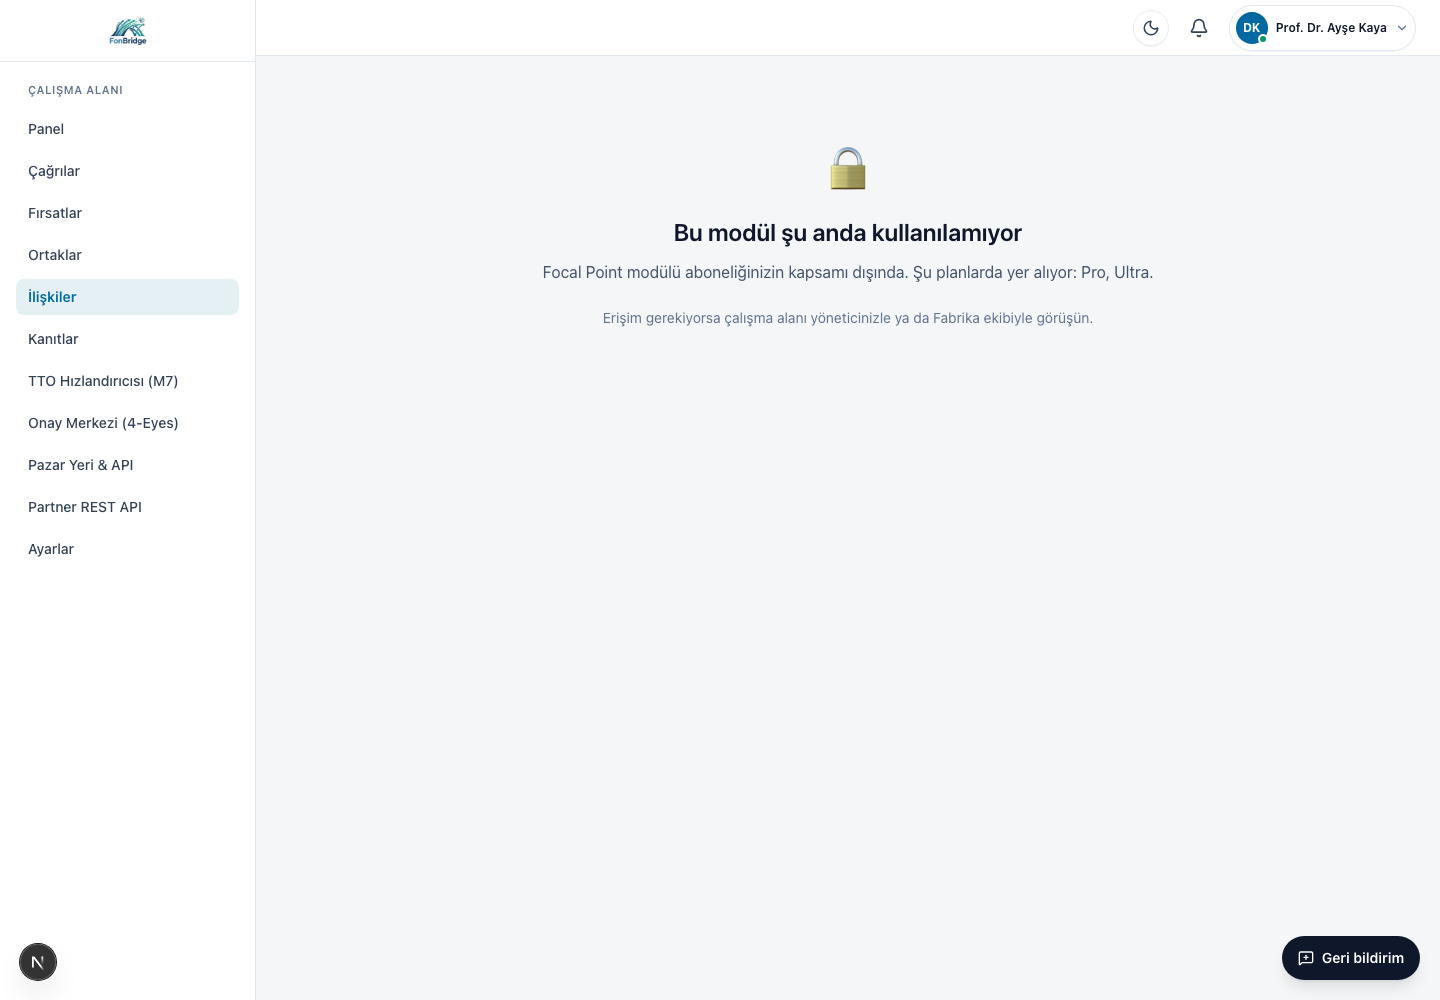 FonBridge
ÇALIŞMA ALANI
Panel
Çağrılar
Fırsatlar
Ortaklar
İlişkiler
Kanıtlar
TTO Hızlandırıcısı (M7)
Onay Merkezi (4-Eyes)
Pazar Yeri & API
Partner REST API
Ayarlar
N
DK
Prof. Dr. Ayşe Kaya
Bu modül şu anda kullanılamıyor
Focal Point modülü aboneliğinizin kapsamı dışında. Şu planlarda yer alıyor: Pro, Ultra.
Erişim gerekiyorsa çalışma alanı yöneticinizle ya da Fabrika ekibiyle görüşün.
Geri bildirim